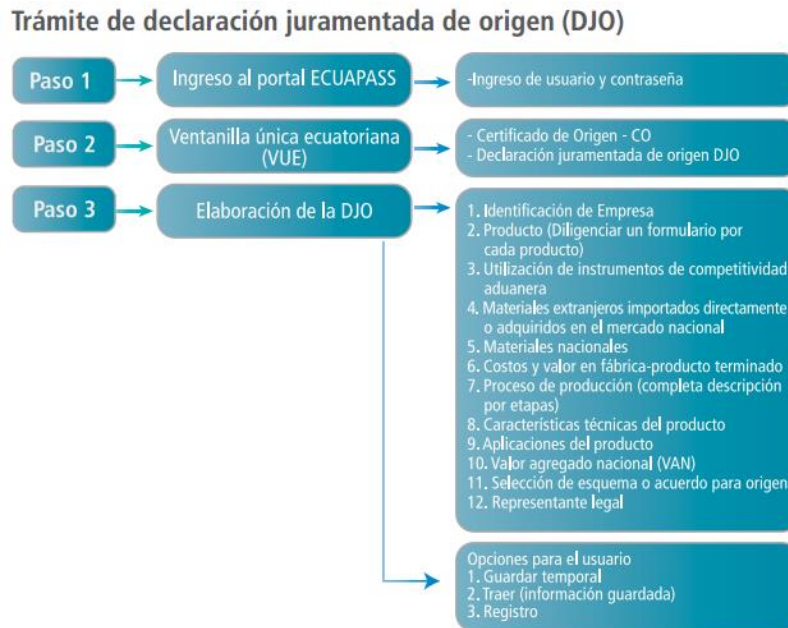 Trámite de declaración juramentada de origen (DJO)
Paso 1
Ingreso al portal ECUAPASS
-Ingreso de usuario y contraseña
Paso 2
Ventanilla única ecuatoriana
(VUE)
- Certificado de Origen - CO
- Declaración juramentada de origen DJO
Paso 3
Elaboración de la DJO
1. Identificación de Empresa
2. Producto (Diligenciar un formulario por
cada producto)
3. Utilización de instrumentos de competitividad
aduanera
4. Materiales extranjeros importados directamente
o adquiridos en el mercado nacional
5. Materiales nacionales
6. Costos y valor en fábrica-producto terminado
7. Proceso de producción (completa descripción
por etapas)
8. Características técnicas del producto
9. Aplicaciones del producto
10. Valor agregado nacional (VAN)
11. Selección de esquema o acuerdo para origen
12. Representante legal
Opciones para el usuario
1. Guardar temporal
2. Traer (información guardada)
3. Registro